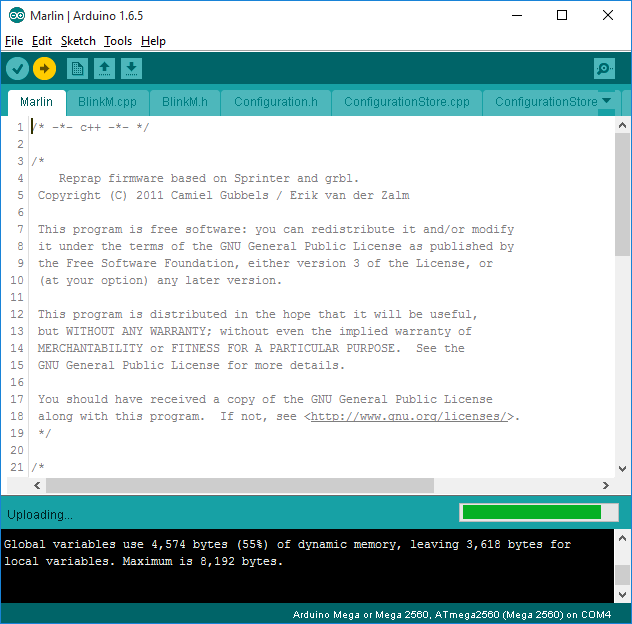 Marlin | Arduino 1.6.5
File Edit Sketch Tools Help
Marlin BlinkM.cpp BlinkM.h Configuration.h ConfigurationStore.cpp ConfigurationStore
1 /* -*- c++ -*- */
2
3 /*
4 Reprap firmware based on Sprinter and grbl.
5 Copyright (C) 2011 Camiel Gubbels / Erik van der Zalm
6
7 This program is free software: you can redistribute it and/or modify
8 it under the terms of the GNU General Public License as published by
9 the Free Software Foundation, either version 3 of the License, or
10 (at your option) any later version.
11
12 This program is distributed in the hope that it will be useful,
13 but WITHOUT ANY WARRANTY; without even the implied warranty of
14 MERCHANTABILITY or FITNESS FOR A PARTICULAR PURPOSE.  See the
15 GNU General Public License for more details.
16
17 You should have received a copy of the GNU General Public License
18 along with this program.  If not, see <http://www.gnu.org/licenses/>.
19 */
20
21 /*
Uploading...
Global variables use 4,574 bytes (55%) of dynamic memory, leaving 3,618 bytes for
local variables. Maximum is 8,192 bytes.
Arduino Mega or Mega 2560, ATmega2560 (Mega 2560) on COM4